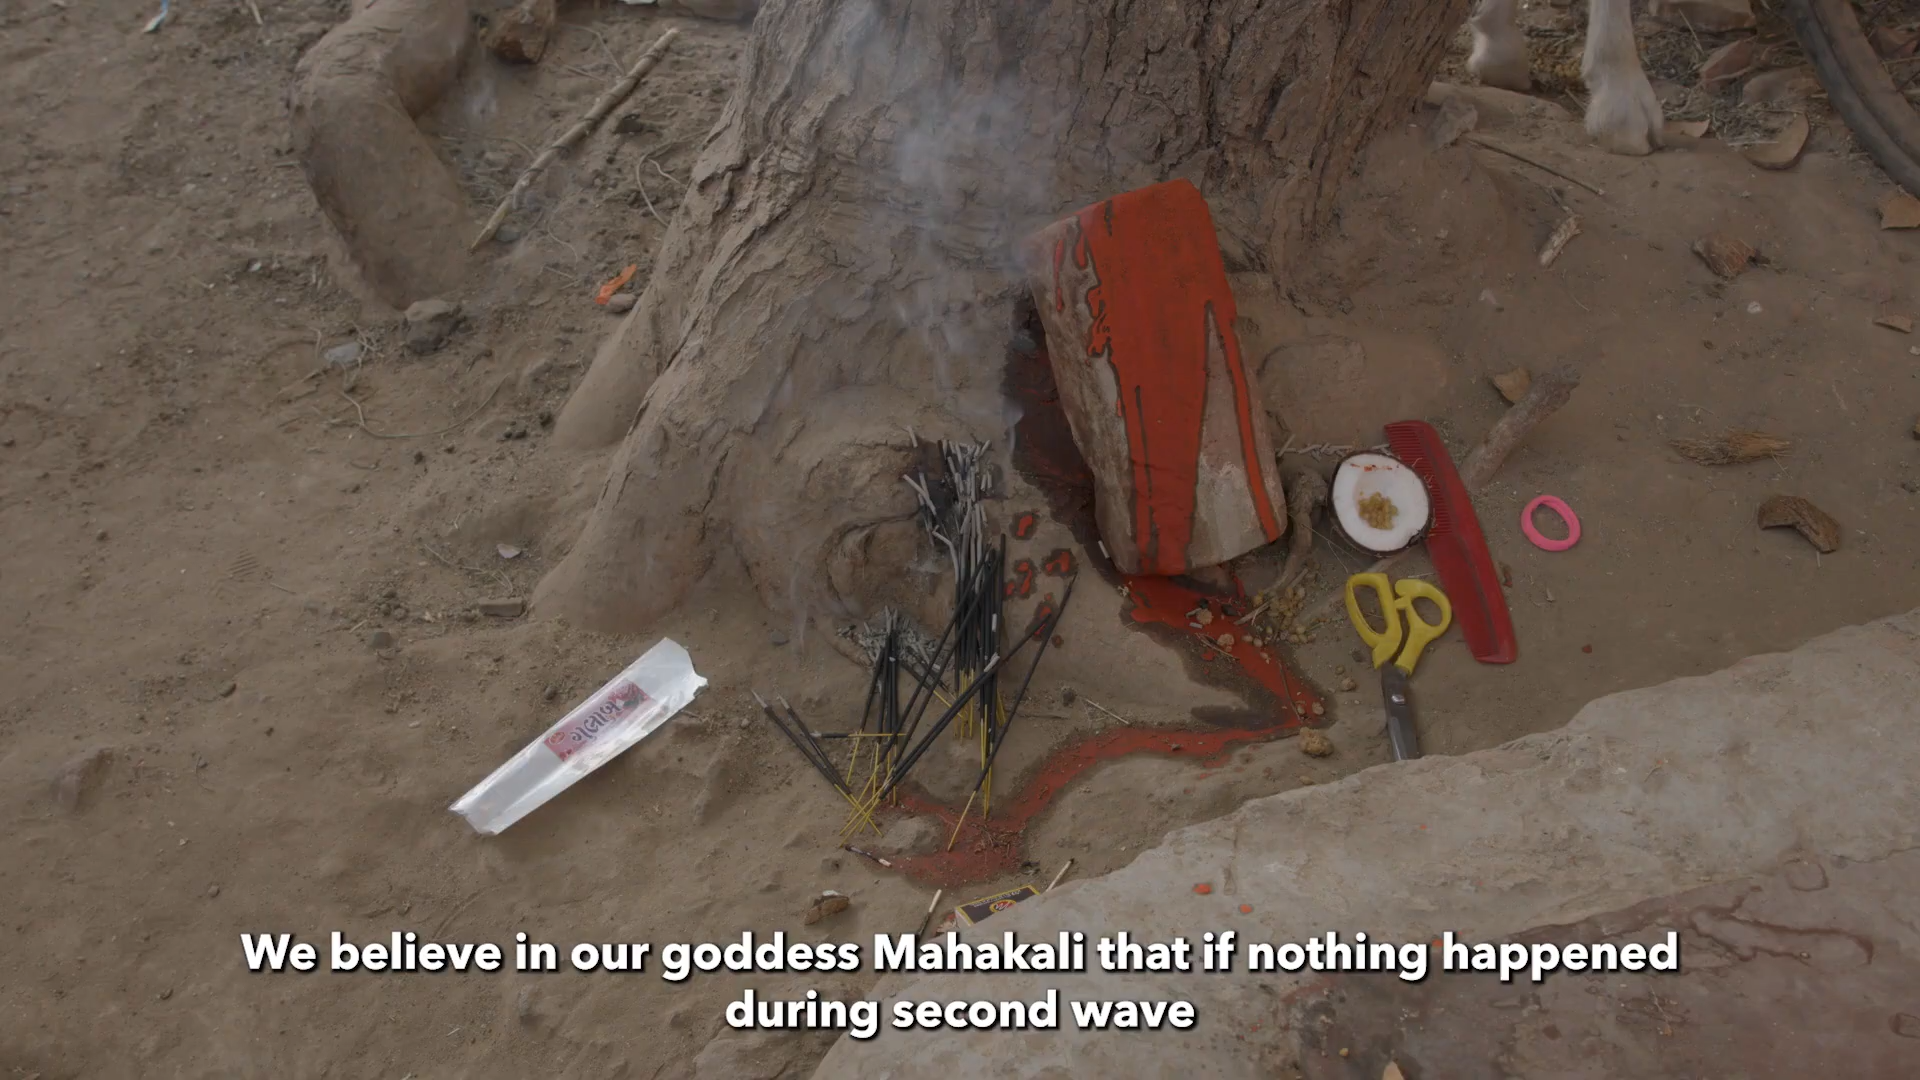 ગુલાબ
We believe in our goddess Mahakali that if nothing happened
during second wave